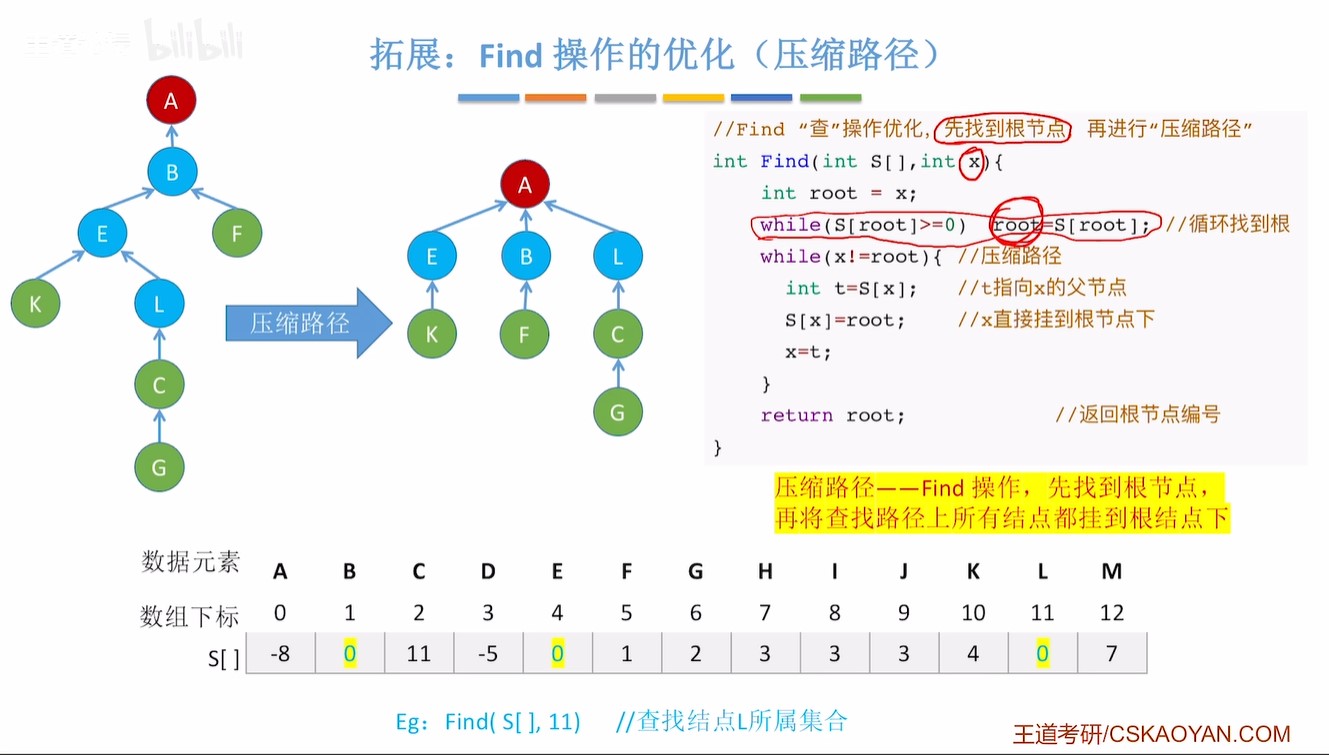 bilibili
拓展：Find 操作的优化（压缩路径）
A
B
E
F
K
L
C
G
压缩路径
A
E
B
L
K
F
C
G
//Find “查”操作优化，先找到根节点，再进行“压缩路径”
int Find(int S[],int x){
int root = x;
while(S[root]>=0) root=S[root]; //循环找到根
while(x!=root){ //压缩路径
int t=S[x]; //t指向x的父节点
S[x]=root; //x直接挂到根节点下
x=t;
}
return root; //返回根节点编号
}
压缩路径——Find 操作，先找到根节点，
再将查找路径上所有结点都挂到根结点下
数据元素 A B C D E F G H I J K L M
数组下标 0 1 2 3 4 5 6 7 8 9 10 11 12
S[ ] -8 0 11 -5 0 1 2 3 3 3 4 0 7
Eg：Find( S[ ], 11) //查找结点L所属集合
王道考研/CSKAOYAN.COM